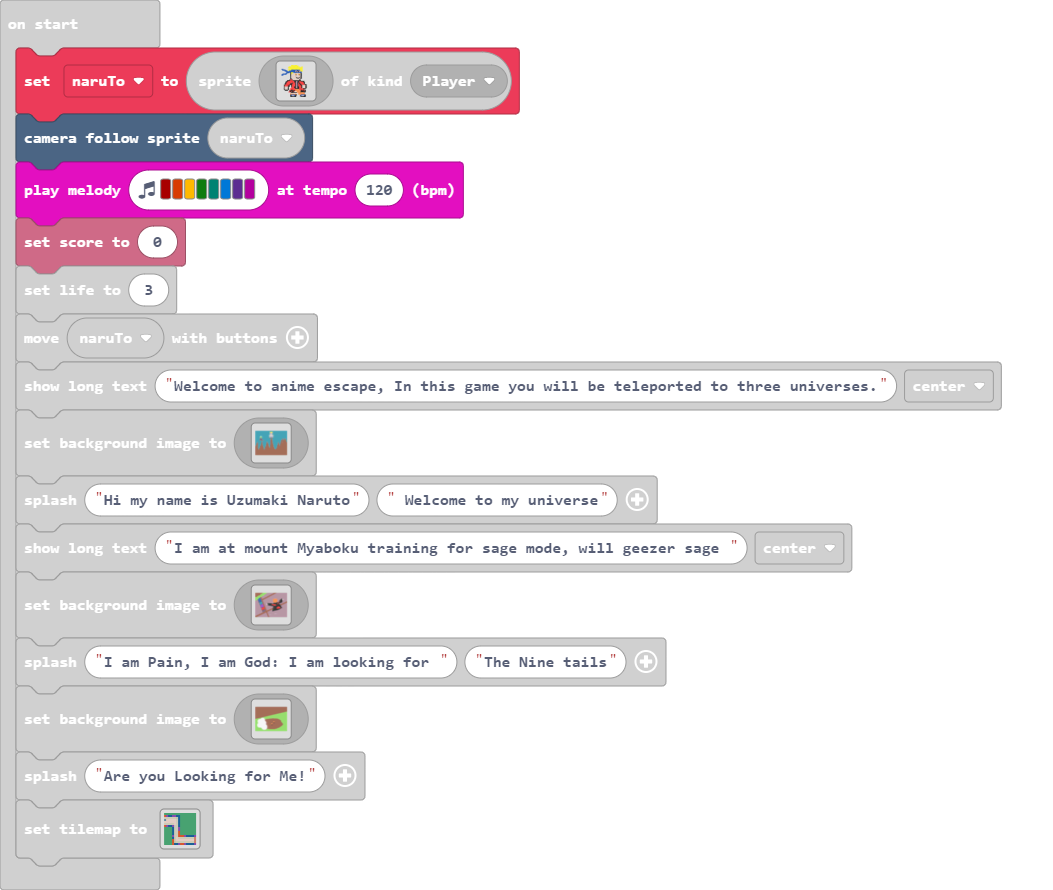 on start
set naruTo to sprite of kind Player
camera follow sprite naruTo
play melody at tempo 120 (bpm)
set score to 0
set life to 3
move naruTo with buttons
show long text "Welcome to anime escape, In this game you will be teleported to three universes." center
set background image to
splash "Hi my name is Uzumaki Naruto" " Welcome to my universe"
show long text "I am at mount Myaboku training for sage mode, will geezer sage " center
set background image to
splash "I am Pain, I am God: I am looking for " "The Nine tails"
set background image to
splash "Are you Looking for Me!"
set tilemap to